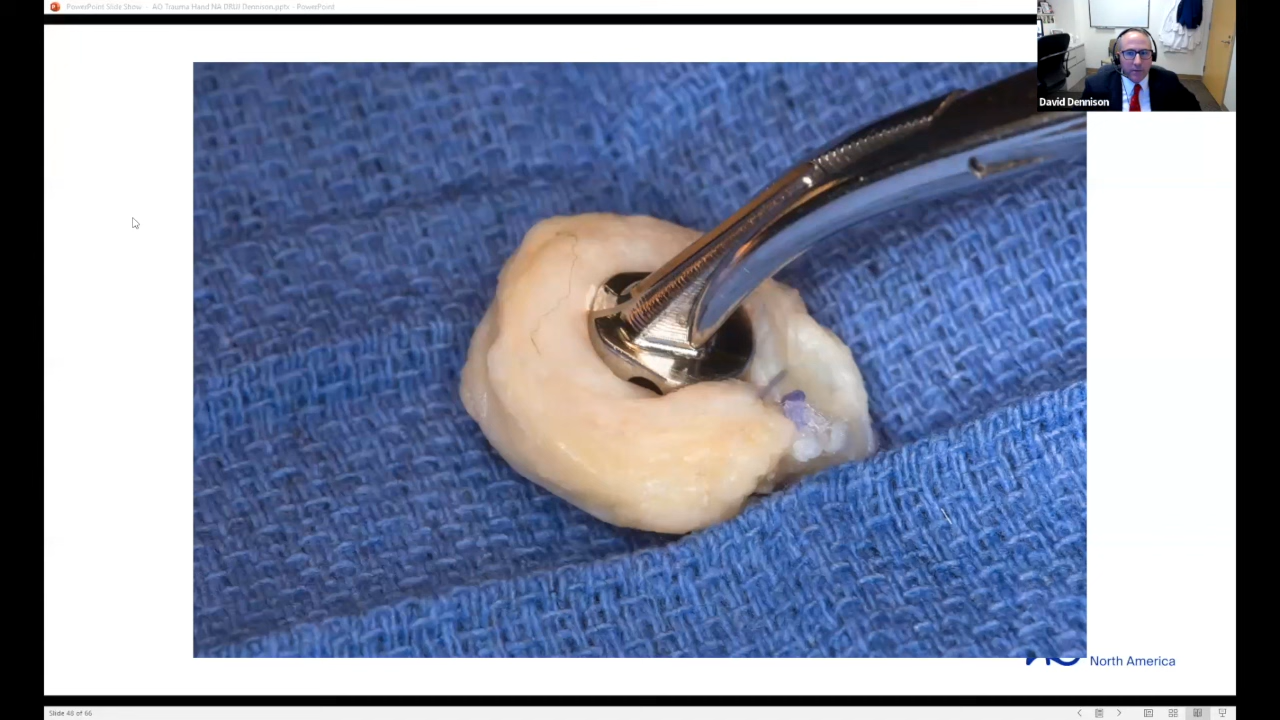 PowerPoint Slide Show - AO Trauma Hand NA DRUJ Dennison.pptx - PowerPoint
David Dennison
North America
Slide 48 of 66